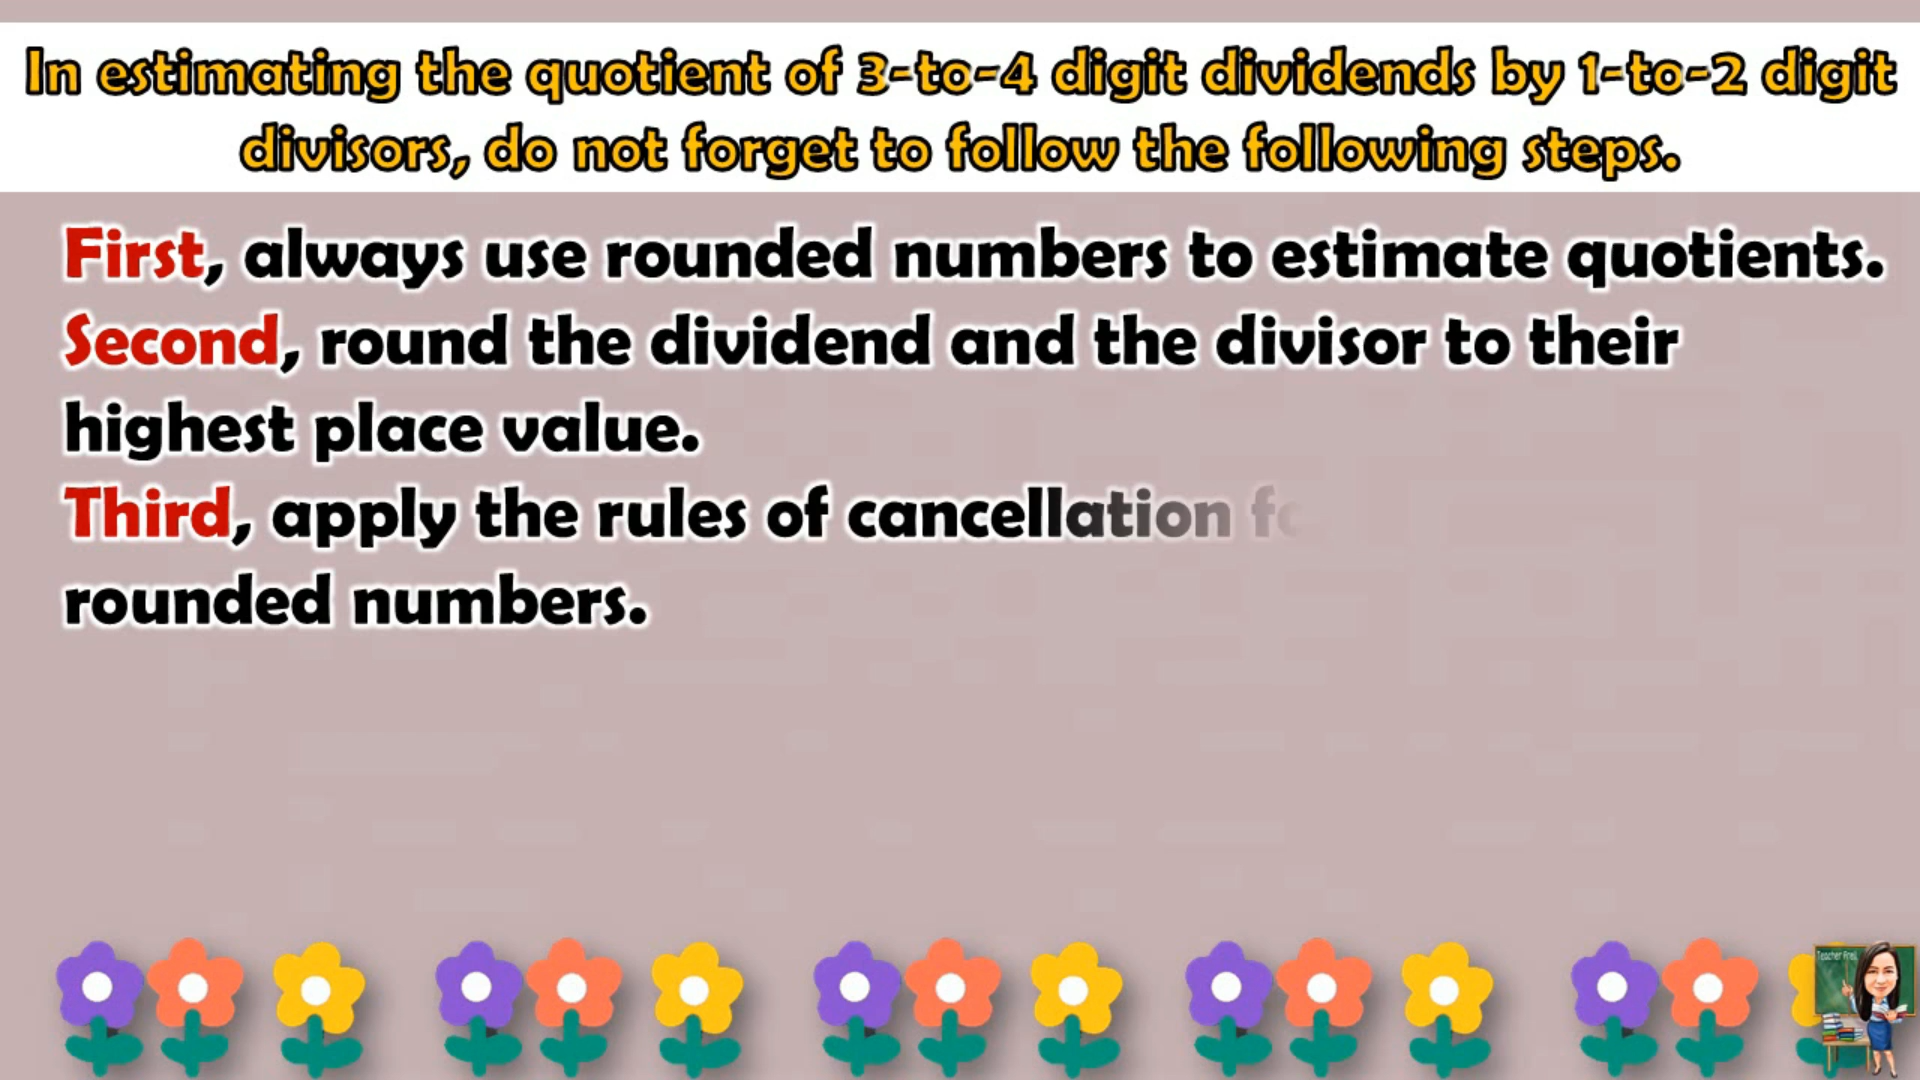 In estimating the quotient of 3-to-4 digit dividends by 1-to-2 digit
divisors, do not forget to follow the following steps.
First, always use rounded numbers to estimate quotients.
Second, round the dividend and the divisor to their
highest place value.
Third, apply the rules of cancellation
rounded numbers.
Teacher